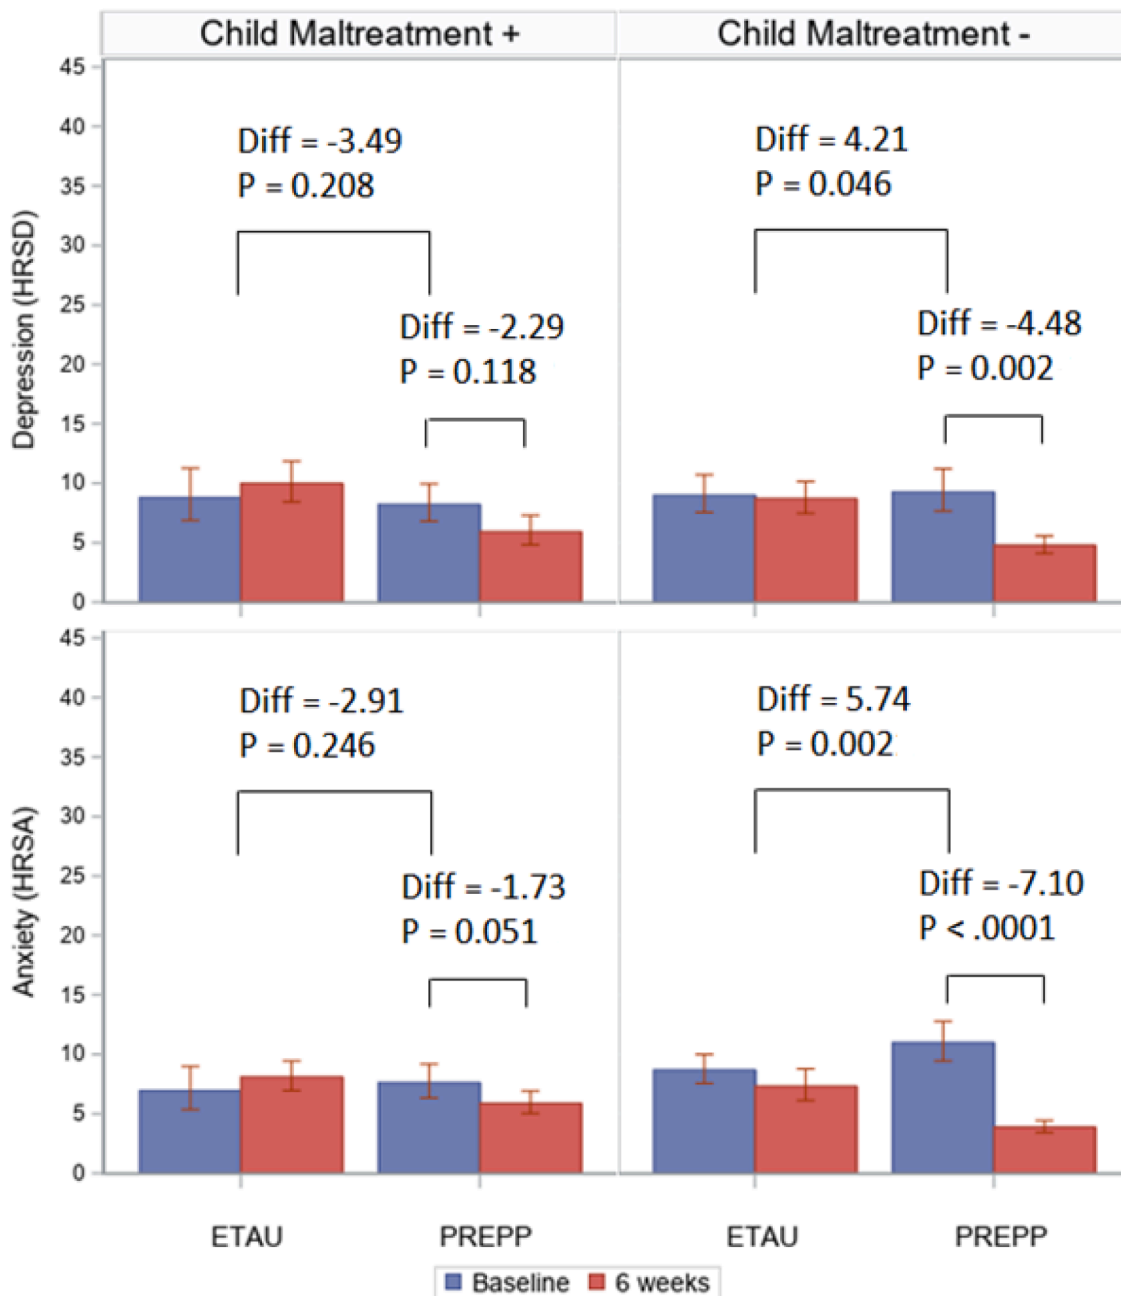 Child Maltreatment +
Child Maltreatment -
Depression (HRSD)
45
40
35
30
25
20
15
10
5
0
Diff = -3.49
P = 0.208
Diff = -2.29
P = 0.118
Diff = 4.21
P = 0.046
Diff = -4.48
P = 0.002
Anxiety (HRSA)
45
40
35
30
25
20
15
10
5
0
Diff = -2.91
P = 0.246
Diff = -1.73
P = 0.051
Diff = 5.74
P = 0.002
Diff = -7.10
P < .0001
ETAU
PREPP
ETAU
PREPP
Baseline
6 weeks